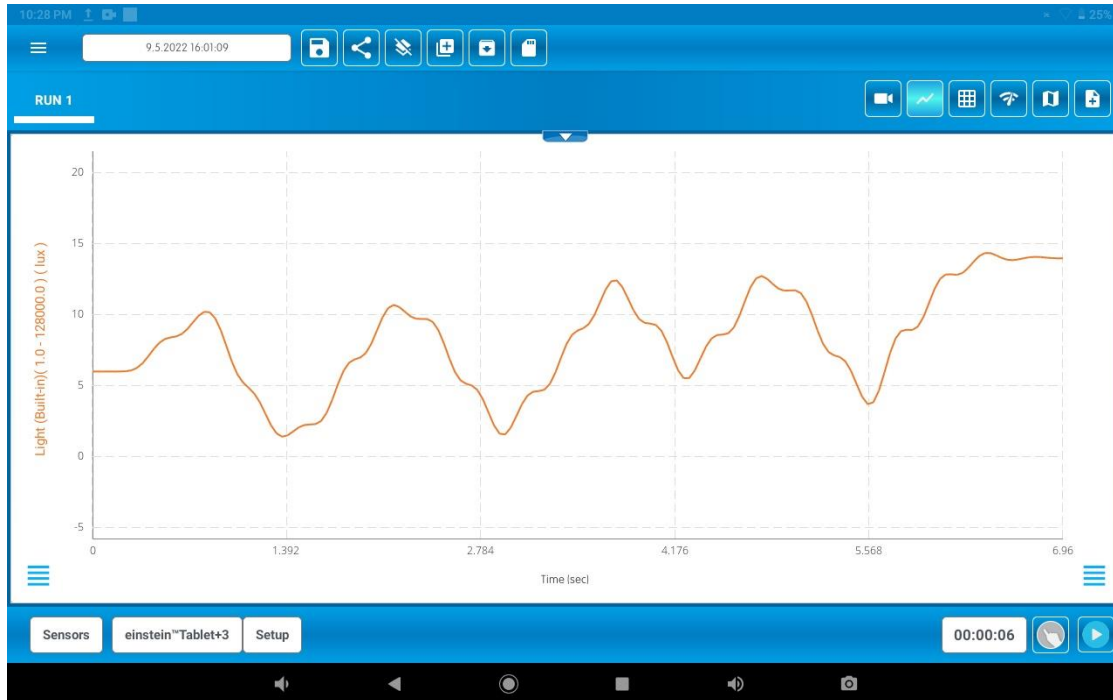 10:28 PM
25%
9.5.2022 16:01:09
RUN 1
Light (Built-in)( 1.0 - 128000.0 ) ( lux )
20
15
10
5
0
-5
0
1.392
2.784
4.176
5.568
6.96
Time (sec)
Sensors
einstein™Tablet+3
Setup
00:00:06